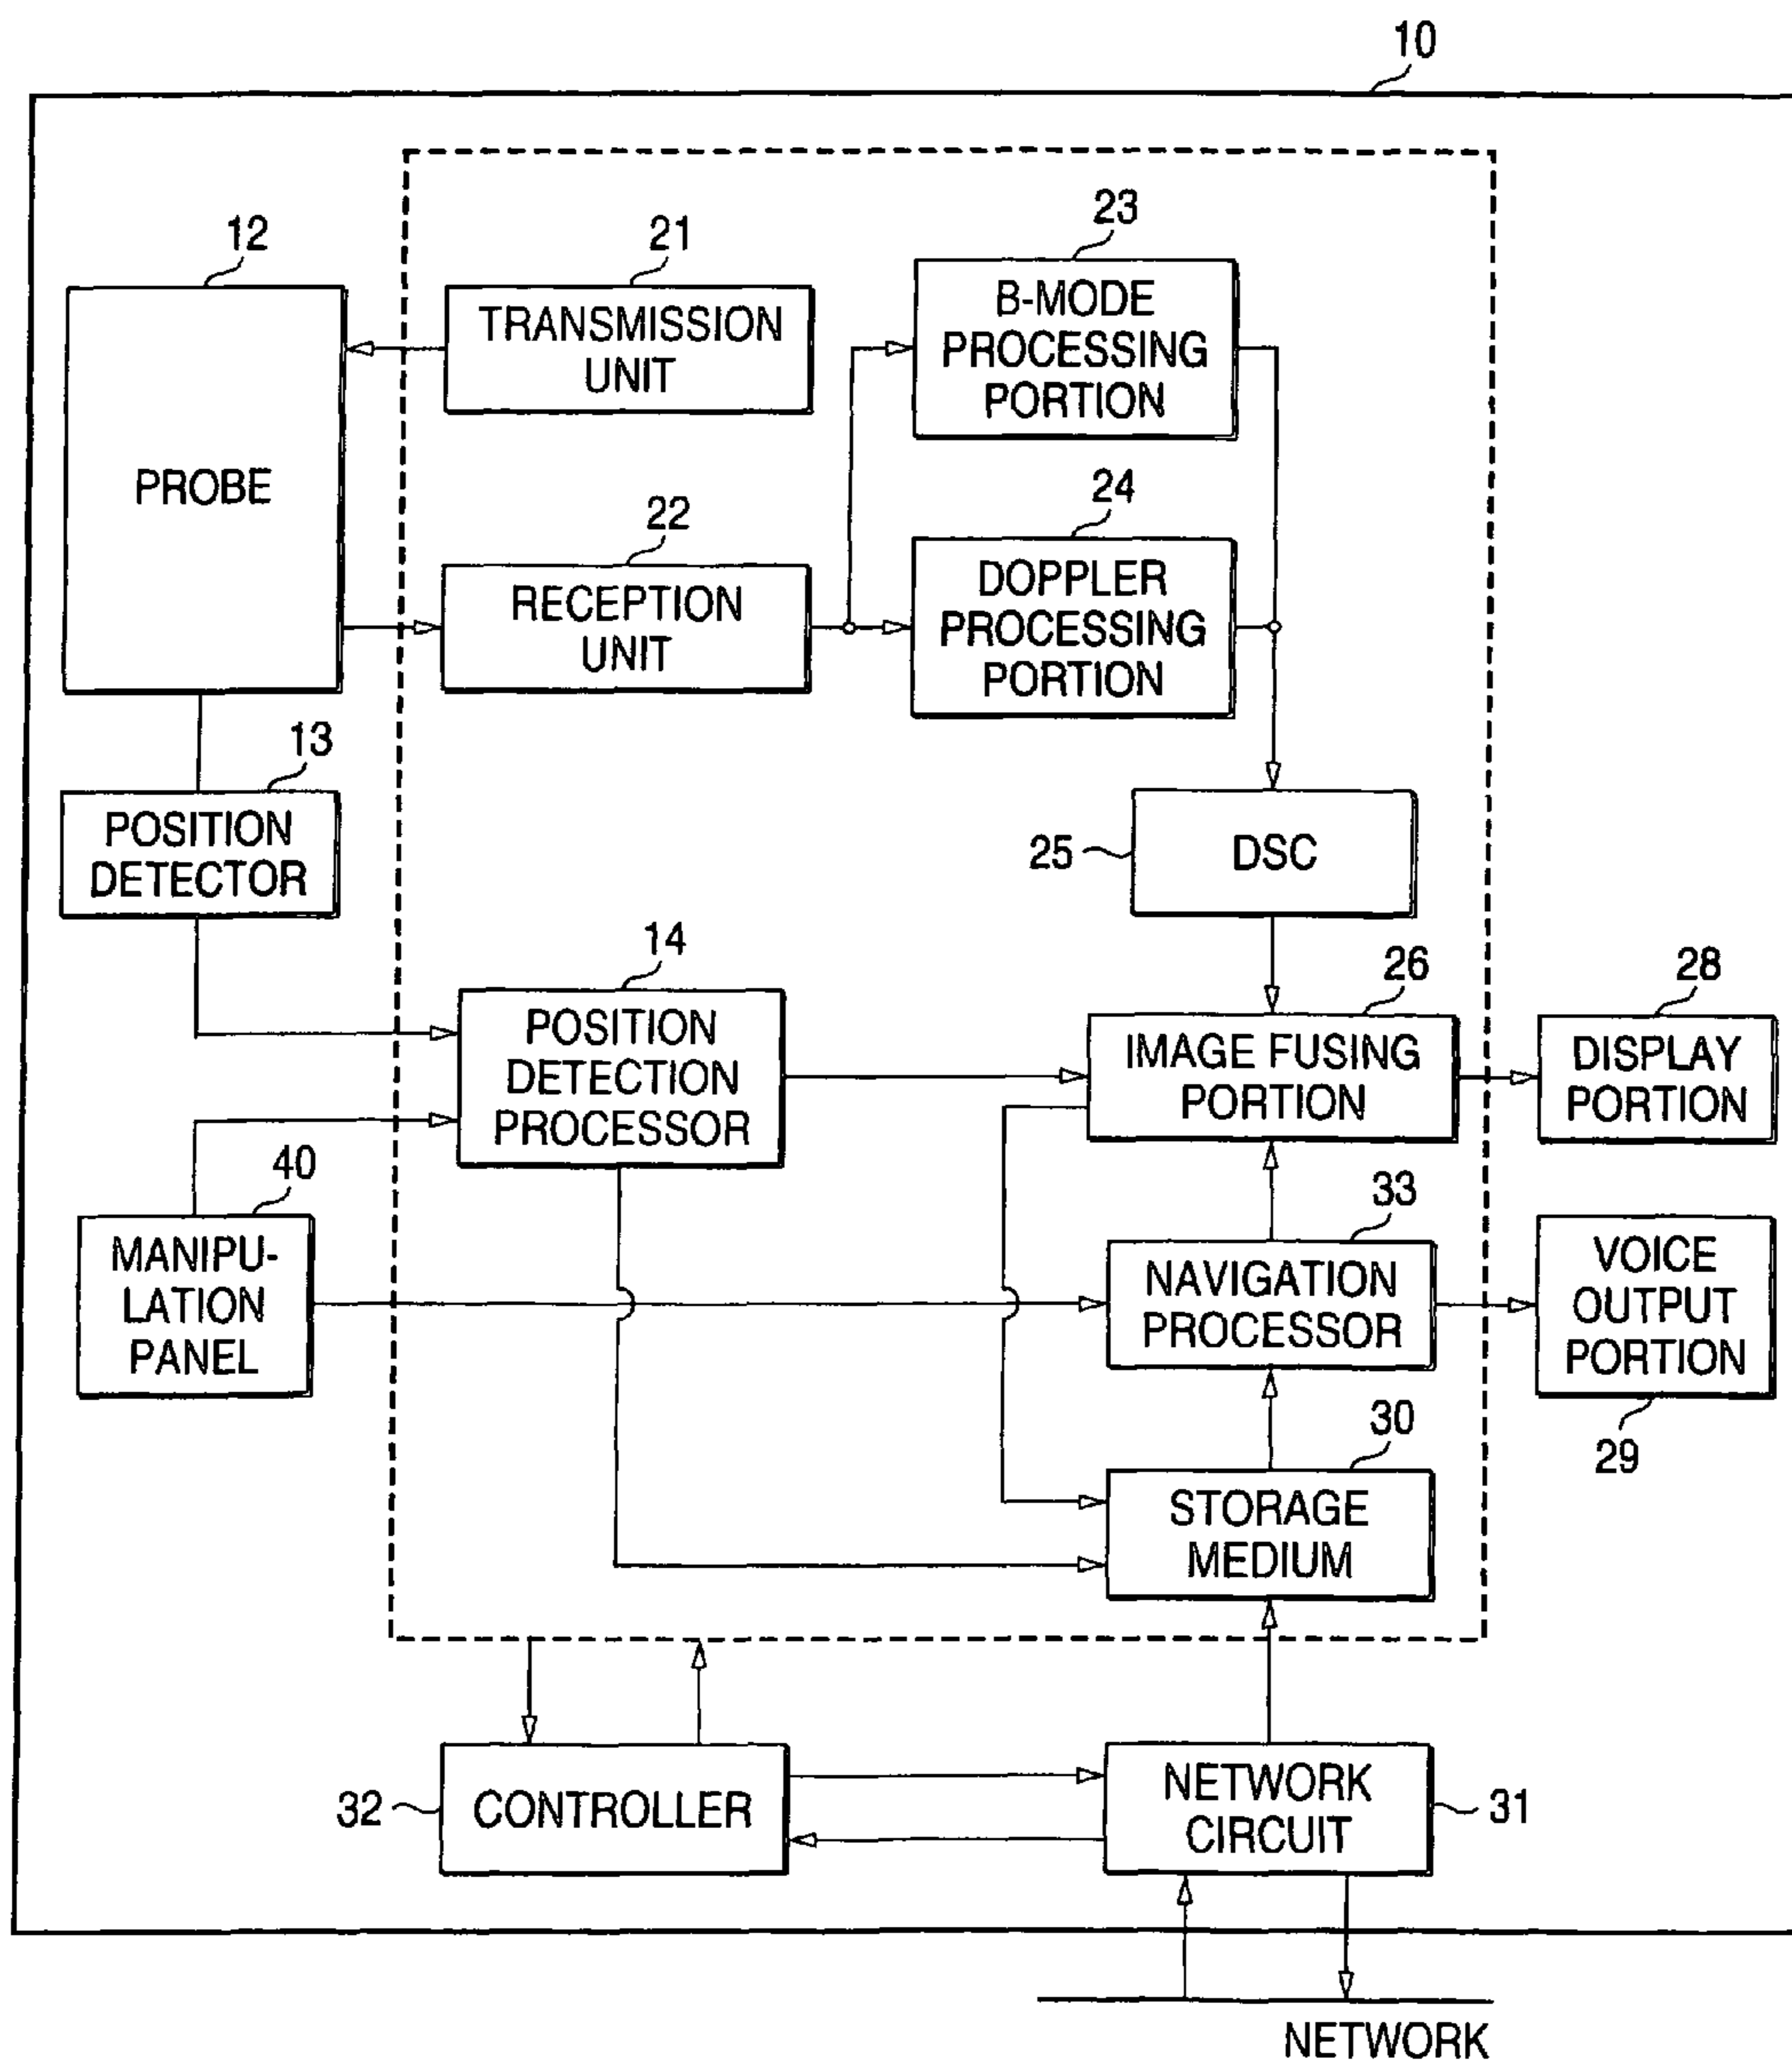 10
12
PROBE
21
TRANSMISSION
UNIT
23
B-MODE
PROCESSING
PORTION
22
RECEPTION
UNIT
24
DOPPLER
PROCESSING
PORTION
13
POSITION
DETECTOR
25
DSC
14
POSITION
DETECTION
PROCESSOR
26
IMAGE FUSING
PORTION
28
DISPLAY
PORTION
40
MANIPU-
LATION
PANEL
33
NAVIGATION
PROCESSOR
VOICE
OUTPUT
PORTION
29
30
STORAGE
MEDIUM
32
CONTROLLER
NETWORK
CIRCUIT
31
NETWORK